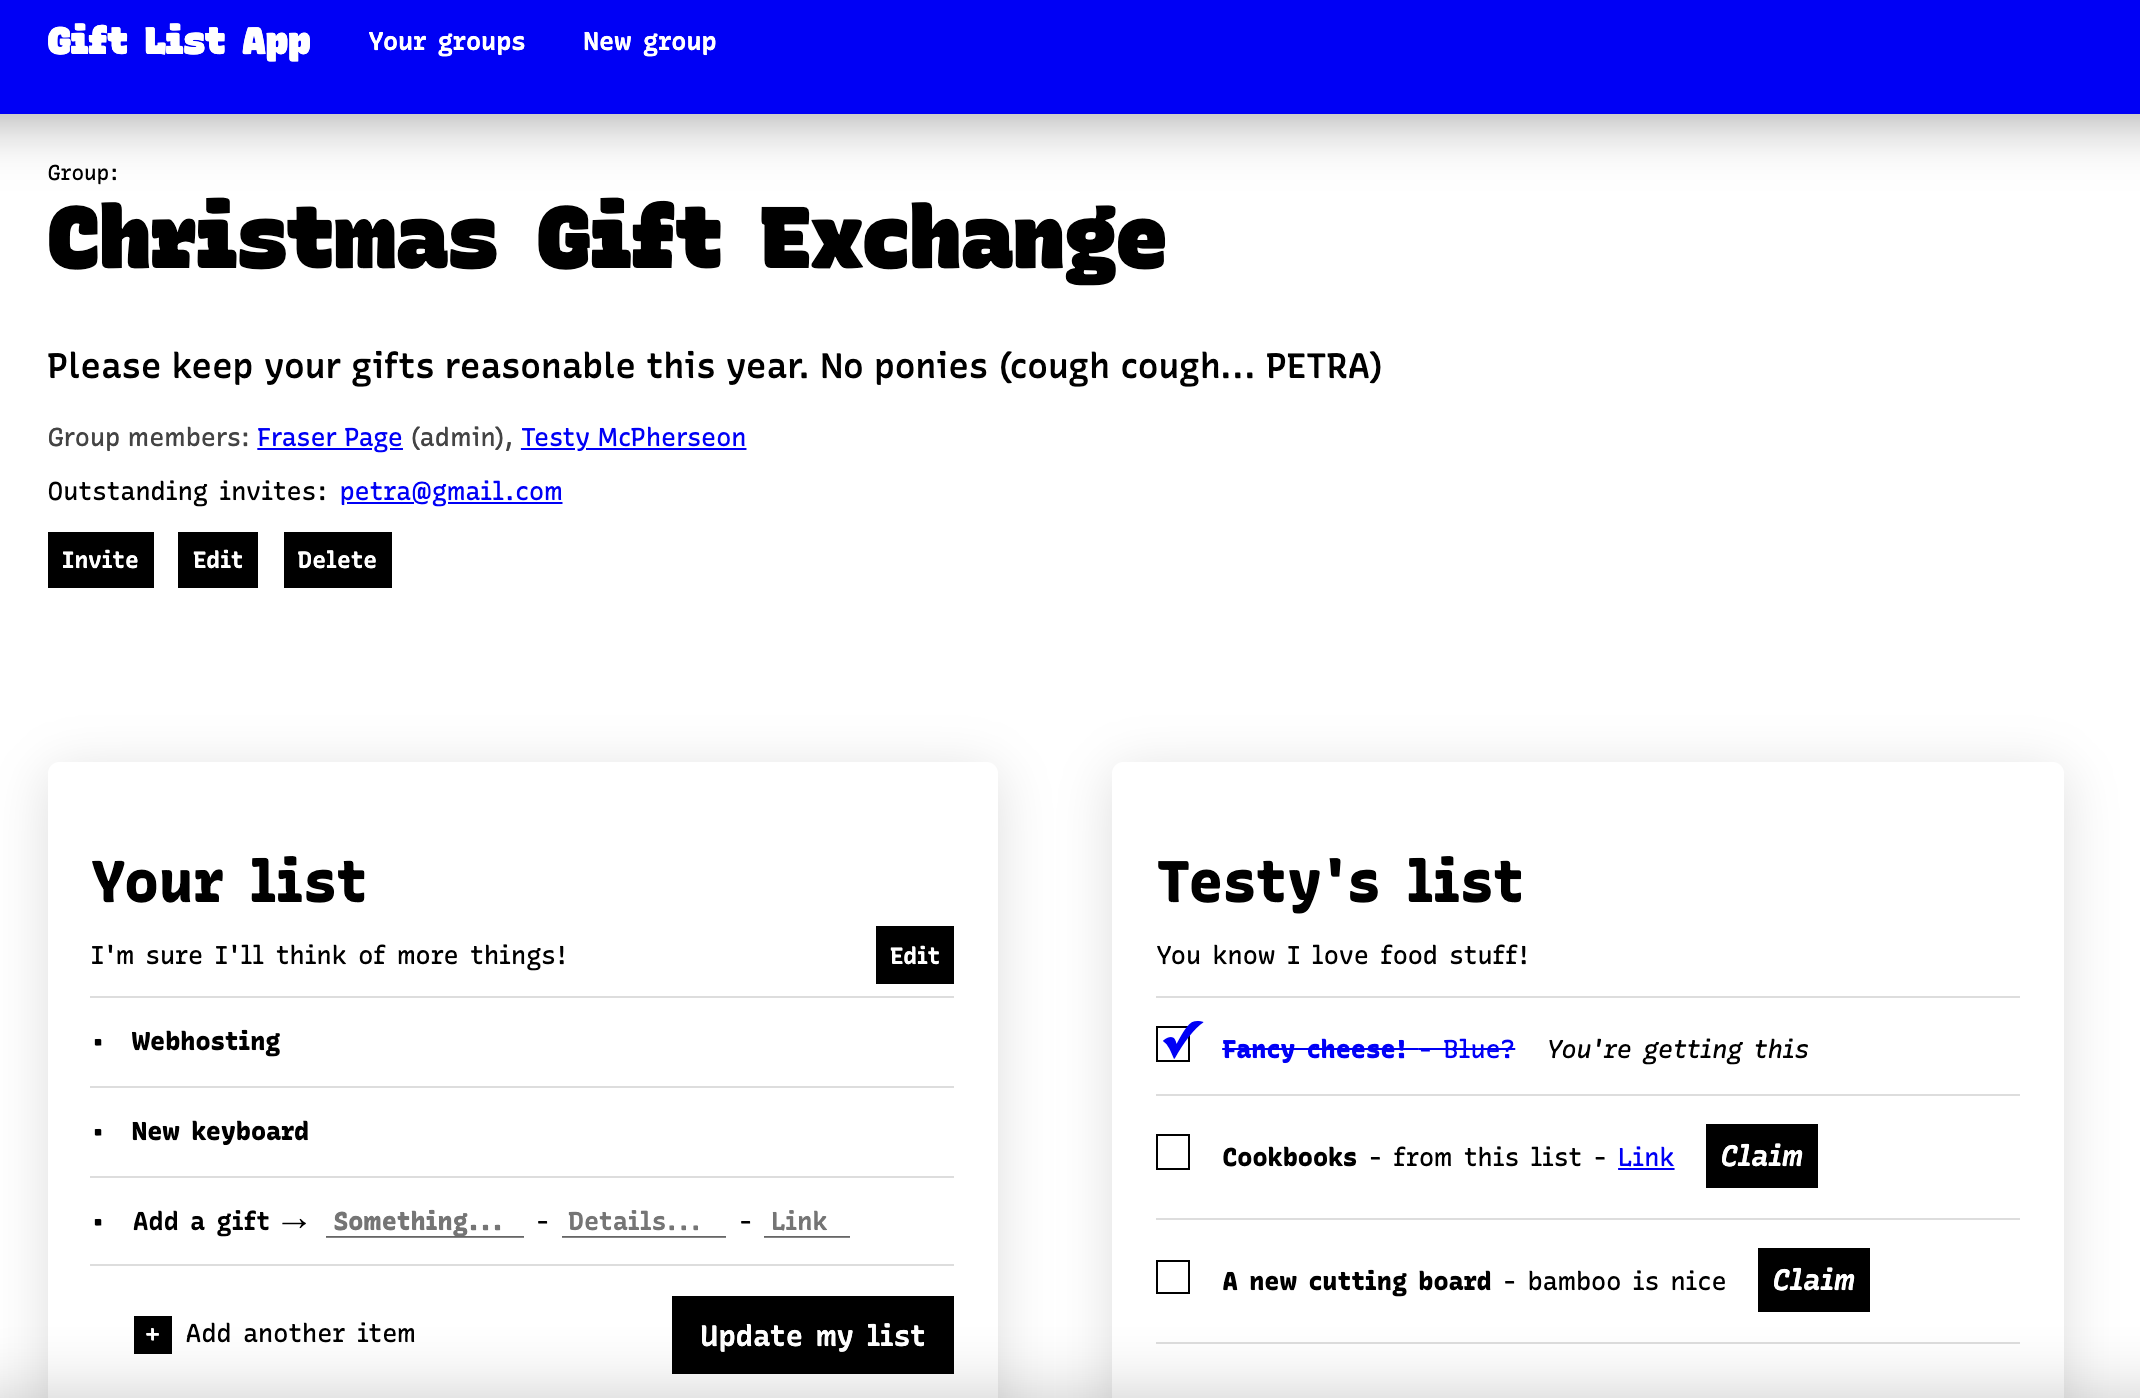 Gift List App Your groups New group
Group:
Christmas Gift Exchange
Please keep your gifts reasonable this year. No ponies (cough cough... PETRA)
Group members: Fraser Page (admin), Testy McPherseon
Outstanding invites: petra@gmail.com
Invite Edit Delete
Your list
I'm sure I'll think of more things! Edit
▪ Webhosting
▪ New keyboard
▪ Add a gift → Something... - Details... - Link
+ Add another item Update my list
Testy's list
You know I love food stuff!
Fancy cheese! - Blue? You're getting this
Cookbooks - from this list - Link Claim
A new cutting board - bamboo is nice Claim